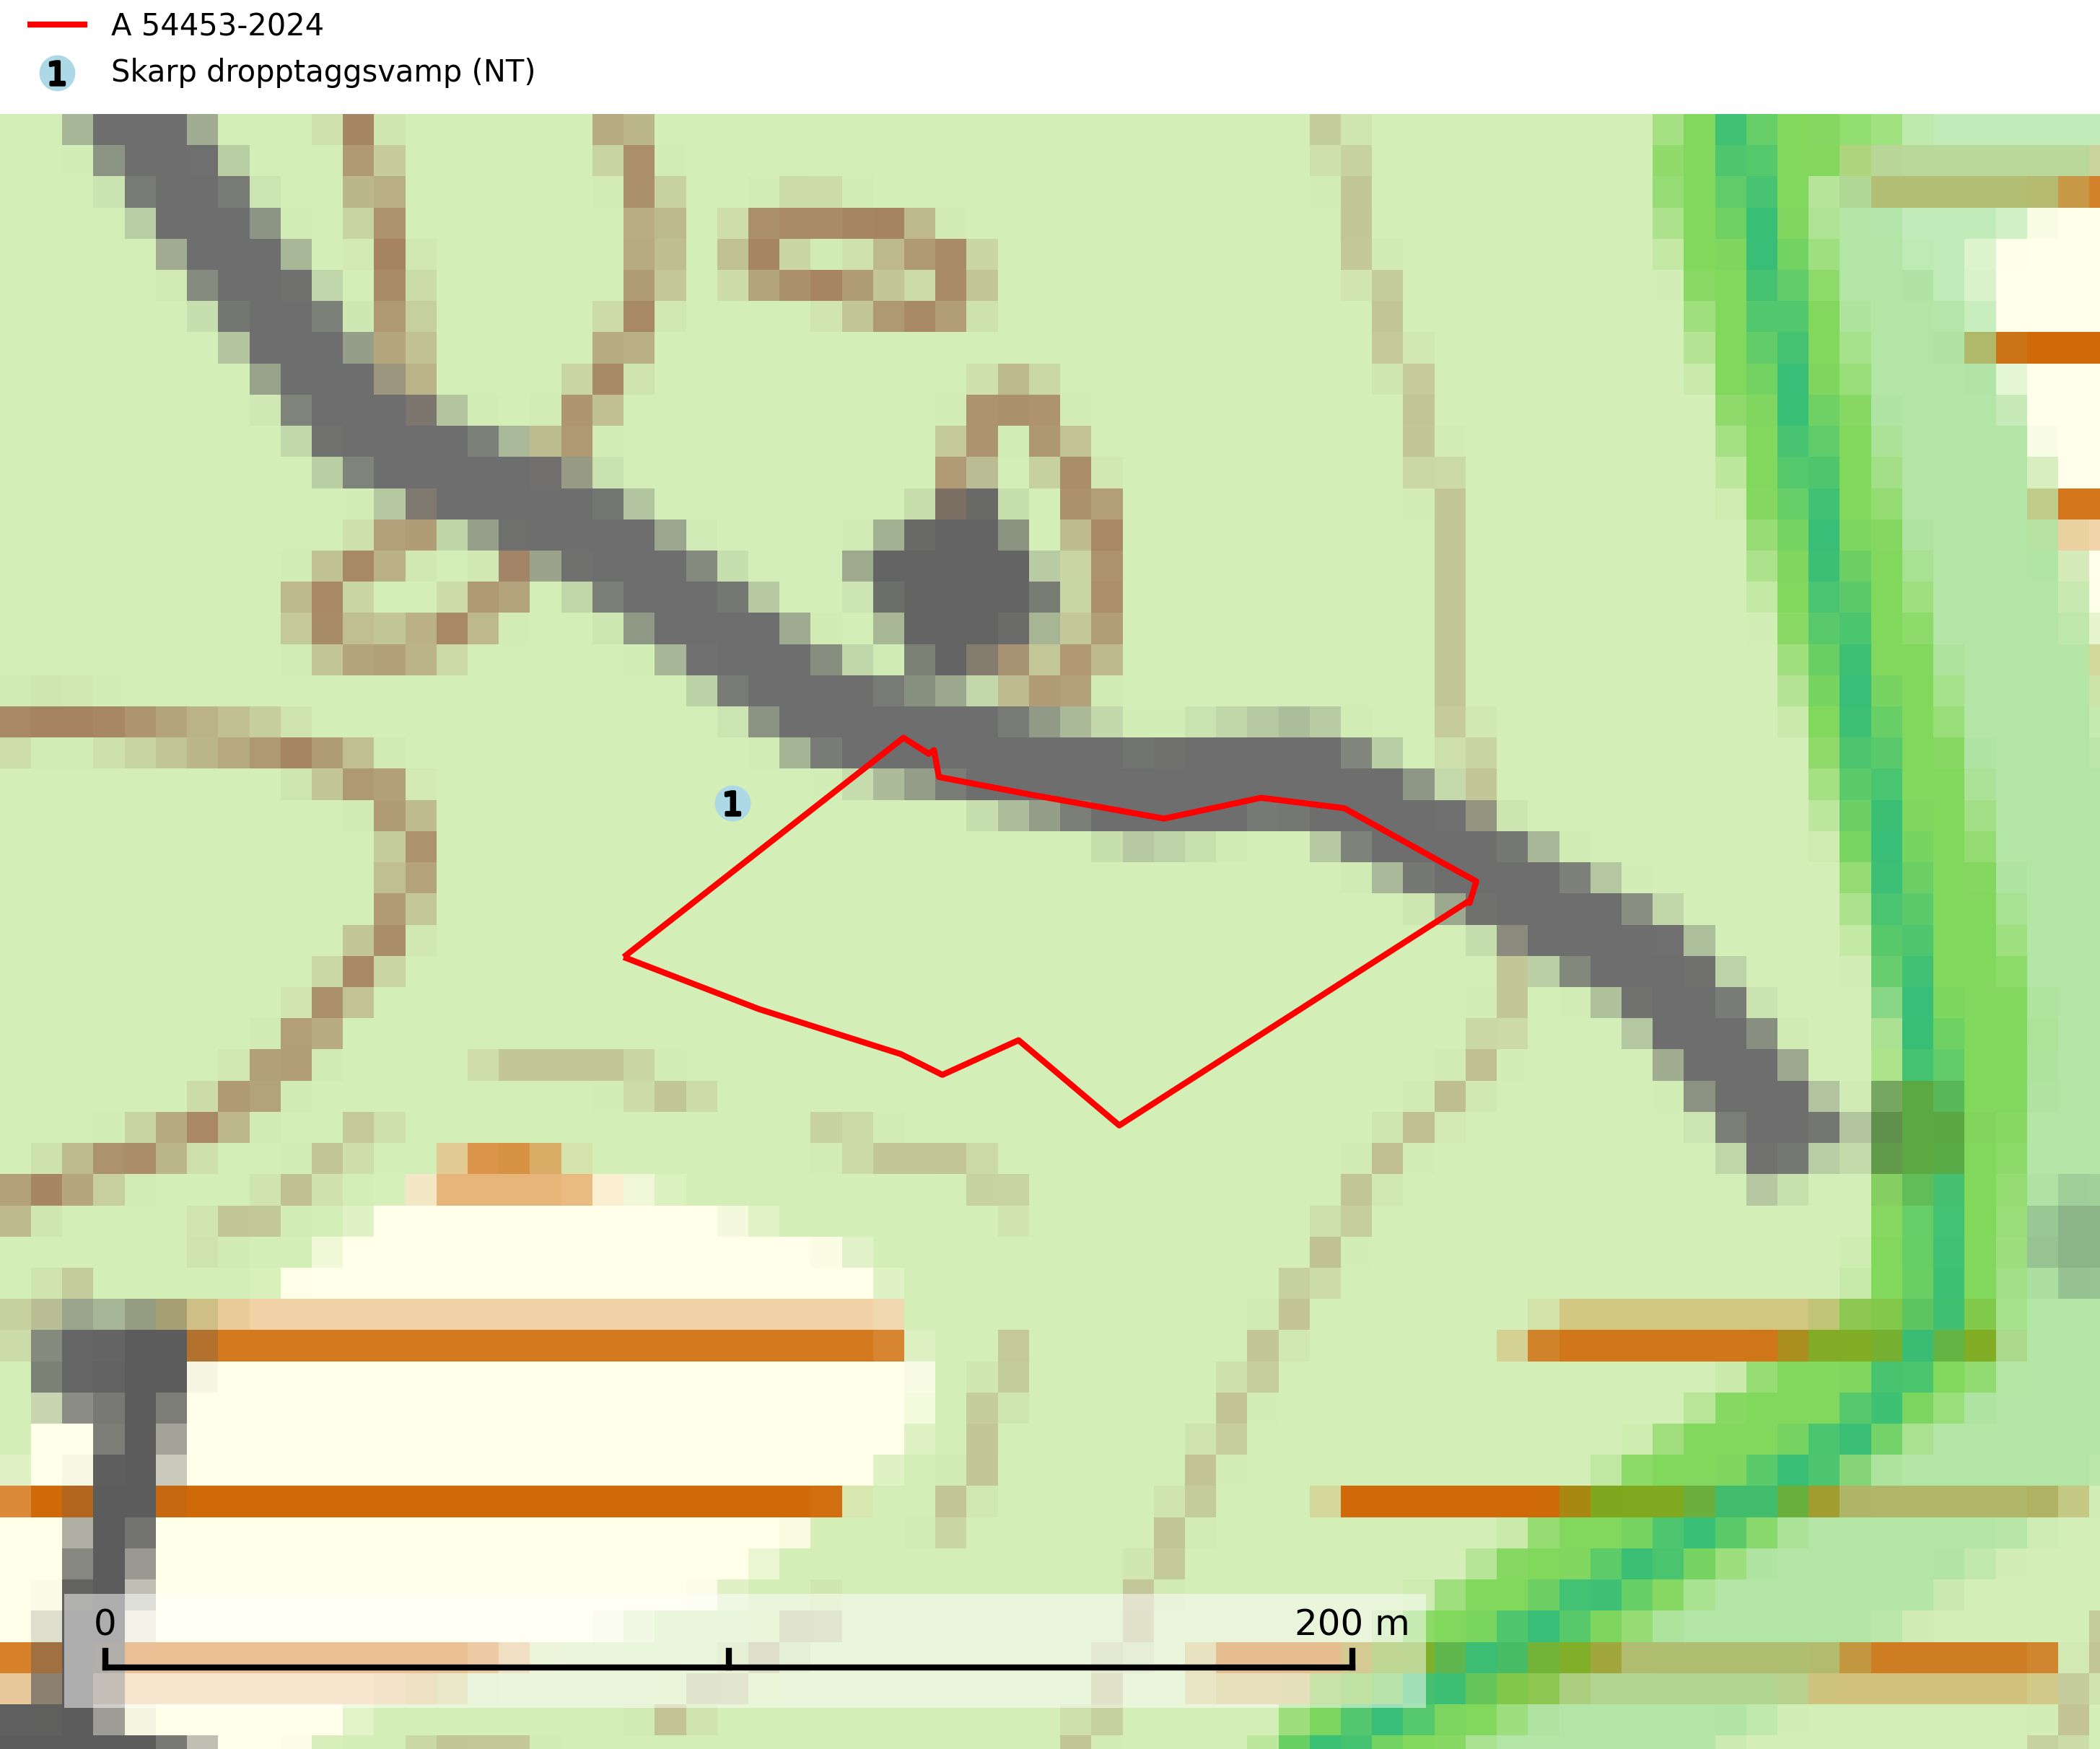 A 54453-2024
1 Skarp dropptaggsvamp (NT)
1
0 200 m